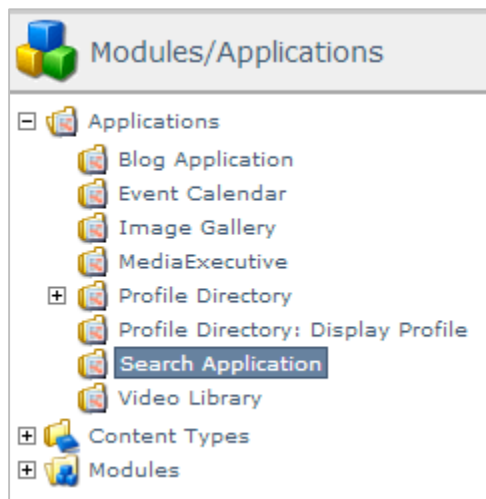 Modules/Applications
Applications
Blog Application
Event Calendar
Image Gallery
MediaExecutive
Profile Directory
Profile Directory: Display Profile
Search Application
Video Library
Content Types
Modules